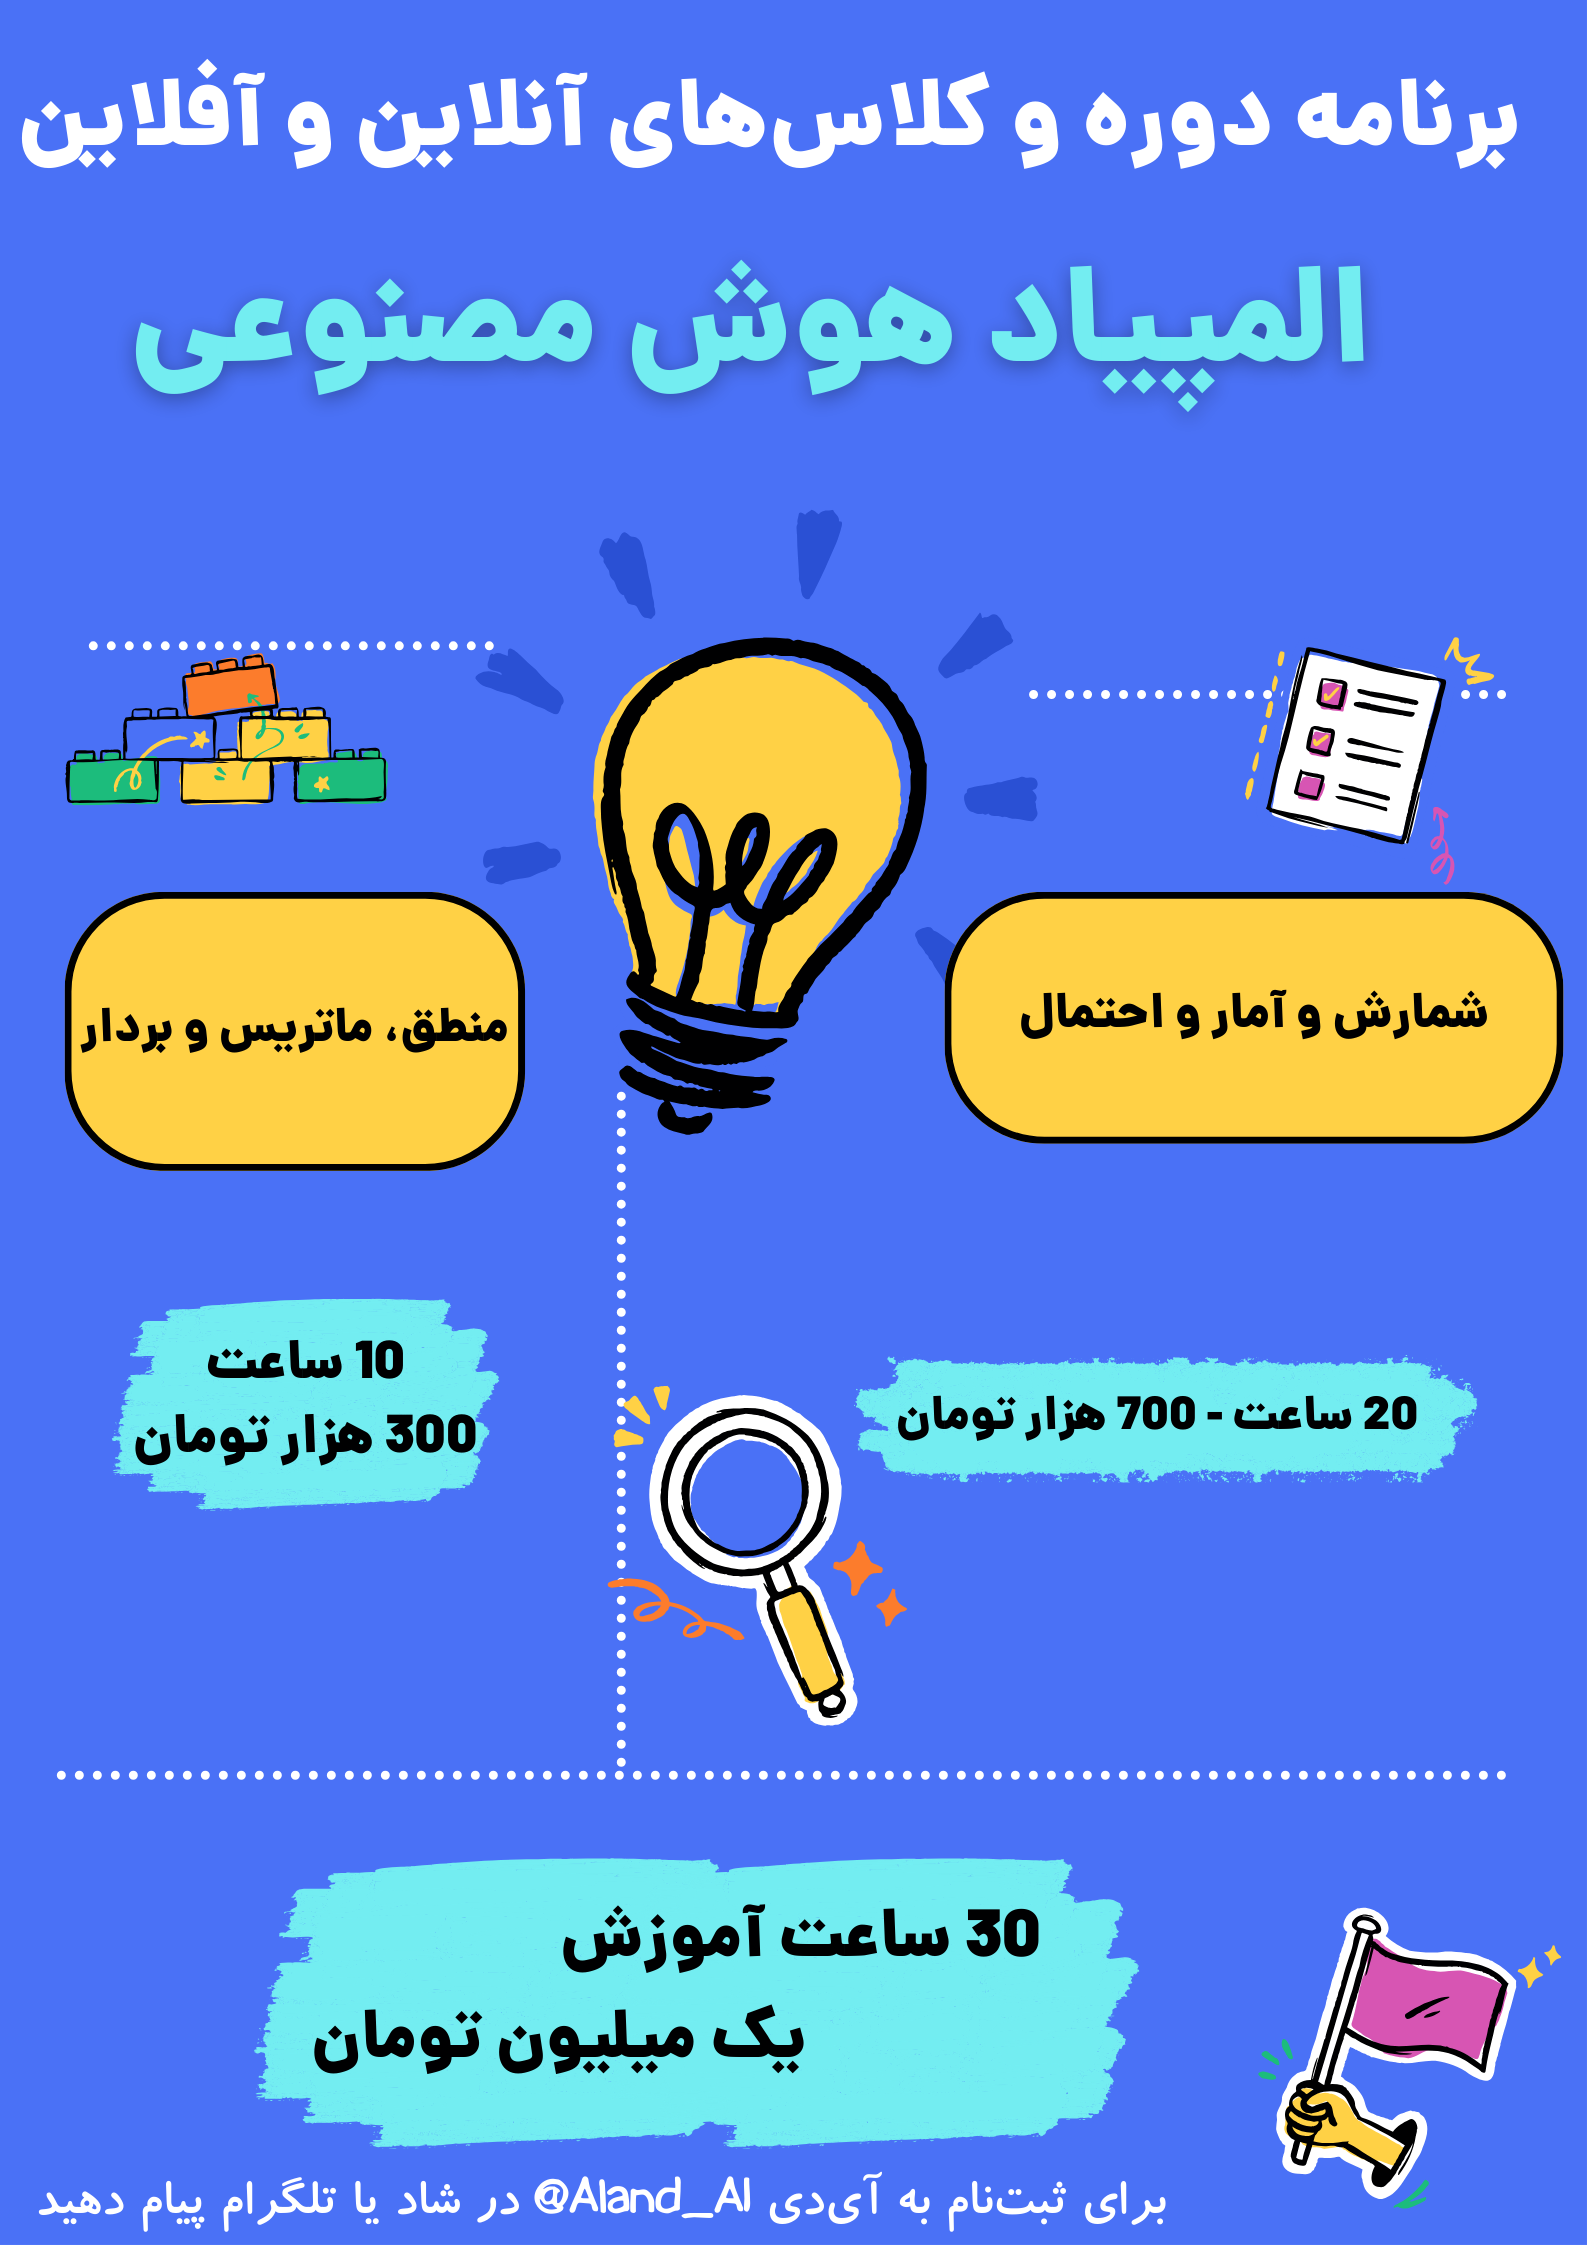 برنامه دوره و کلاس‌های آنلاین و آفلاین
المپیاد هوش مصنوعی
شمارش و آمار و احتمال
منطق، ماتریس و بردار
20 ساعت - 700 هزار تومان
10 ساعت
300 هزار تومان
30 ساعت آموزش
یک میلیون تومان
برای ثبت‌نام به آی‌دی @Aland_AI در شاد یا تلگرام پیام دهید